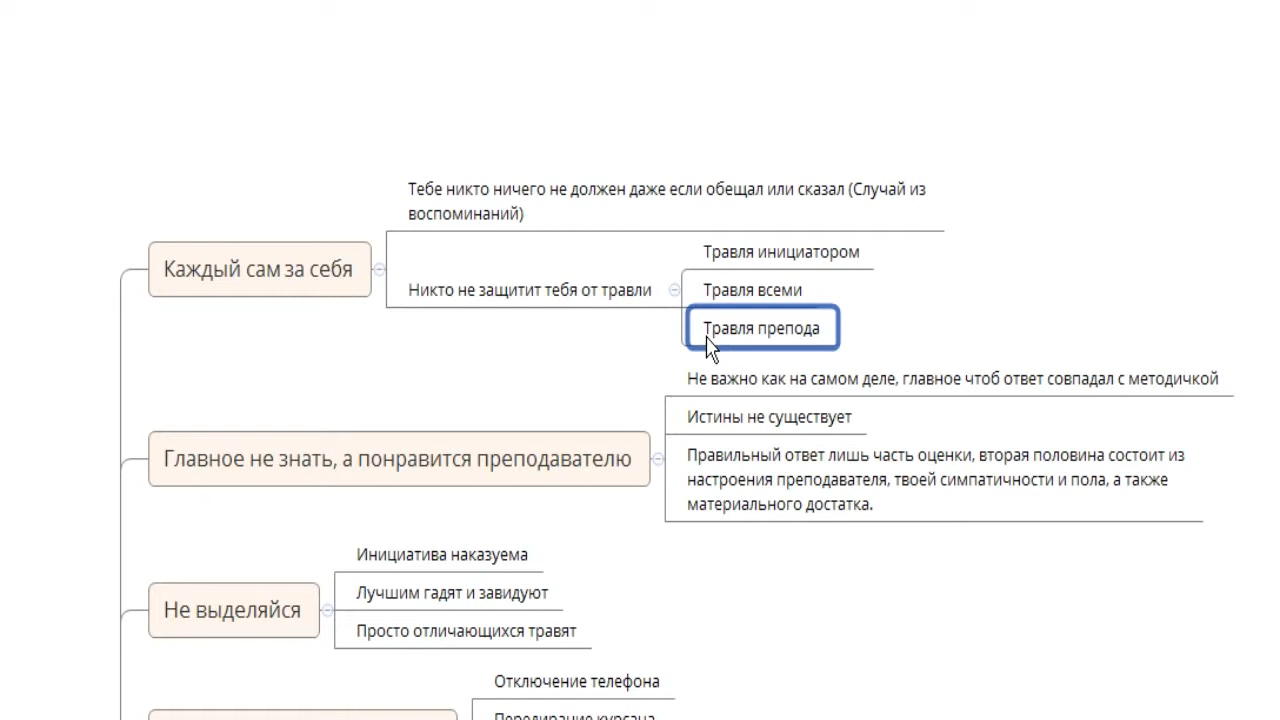 Тебе никто ничего не должен даже если обещал или сказал (Случай из
воспоминаний)
Каждый сам за себя
Никто не защитит тебя от травли
Травля инициатором
Травля всеми
Травля препода
Главное не знать, а понравится преподавателю
Не важно как на самом деле, главное чтоб ответ совпадал с методичкой
Истины не существует
Правильный ответ лишь часть оценки, вторая половина состоит из
настроения преподавателя, твоей симпатичности и пола, а также
материального достатка.
Не выделяйся
Инициатива наказуема
Лучшим гадят и завидуют
Просто отличающихся травят
Отключение телефона